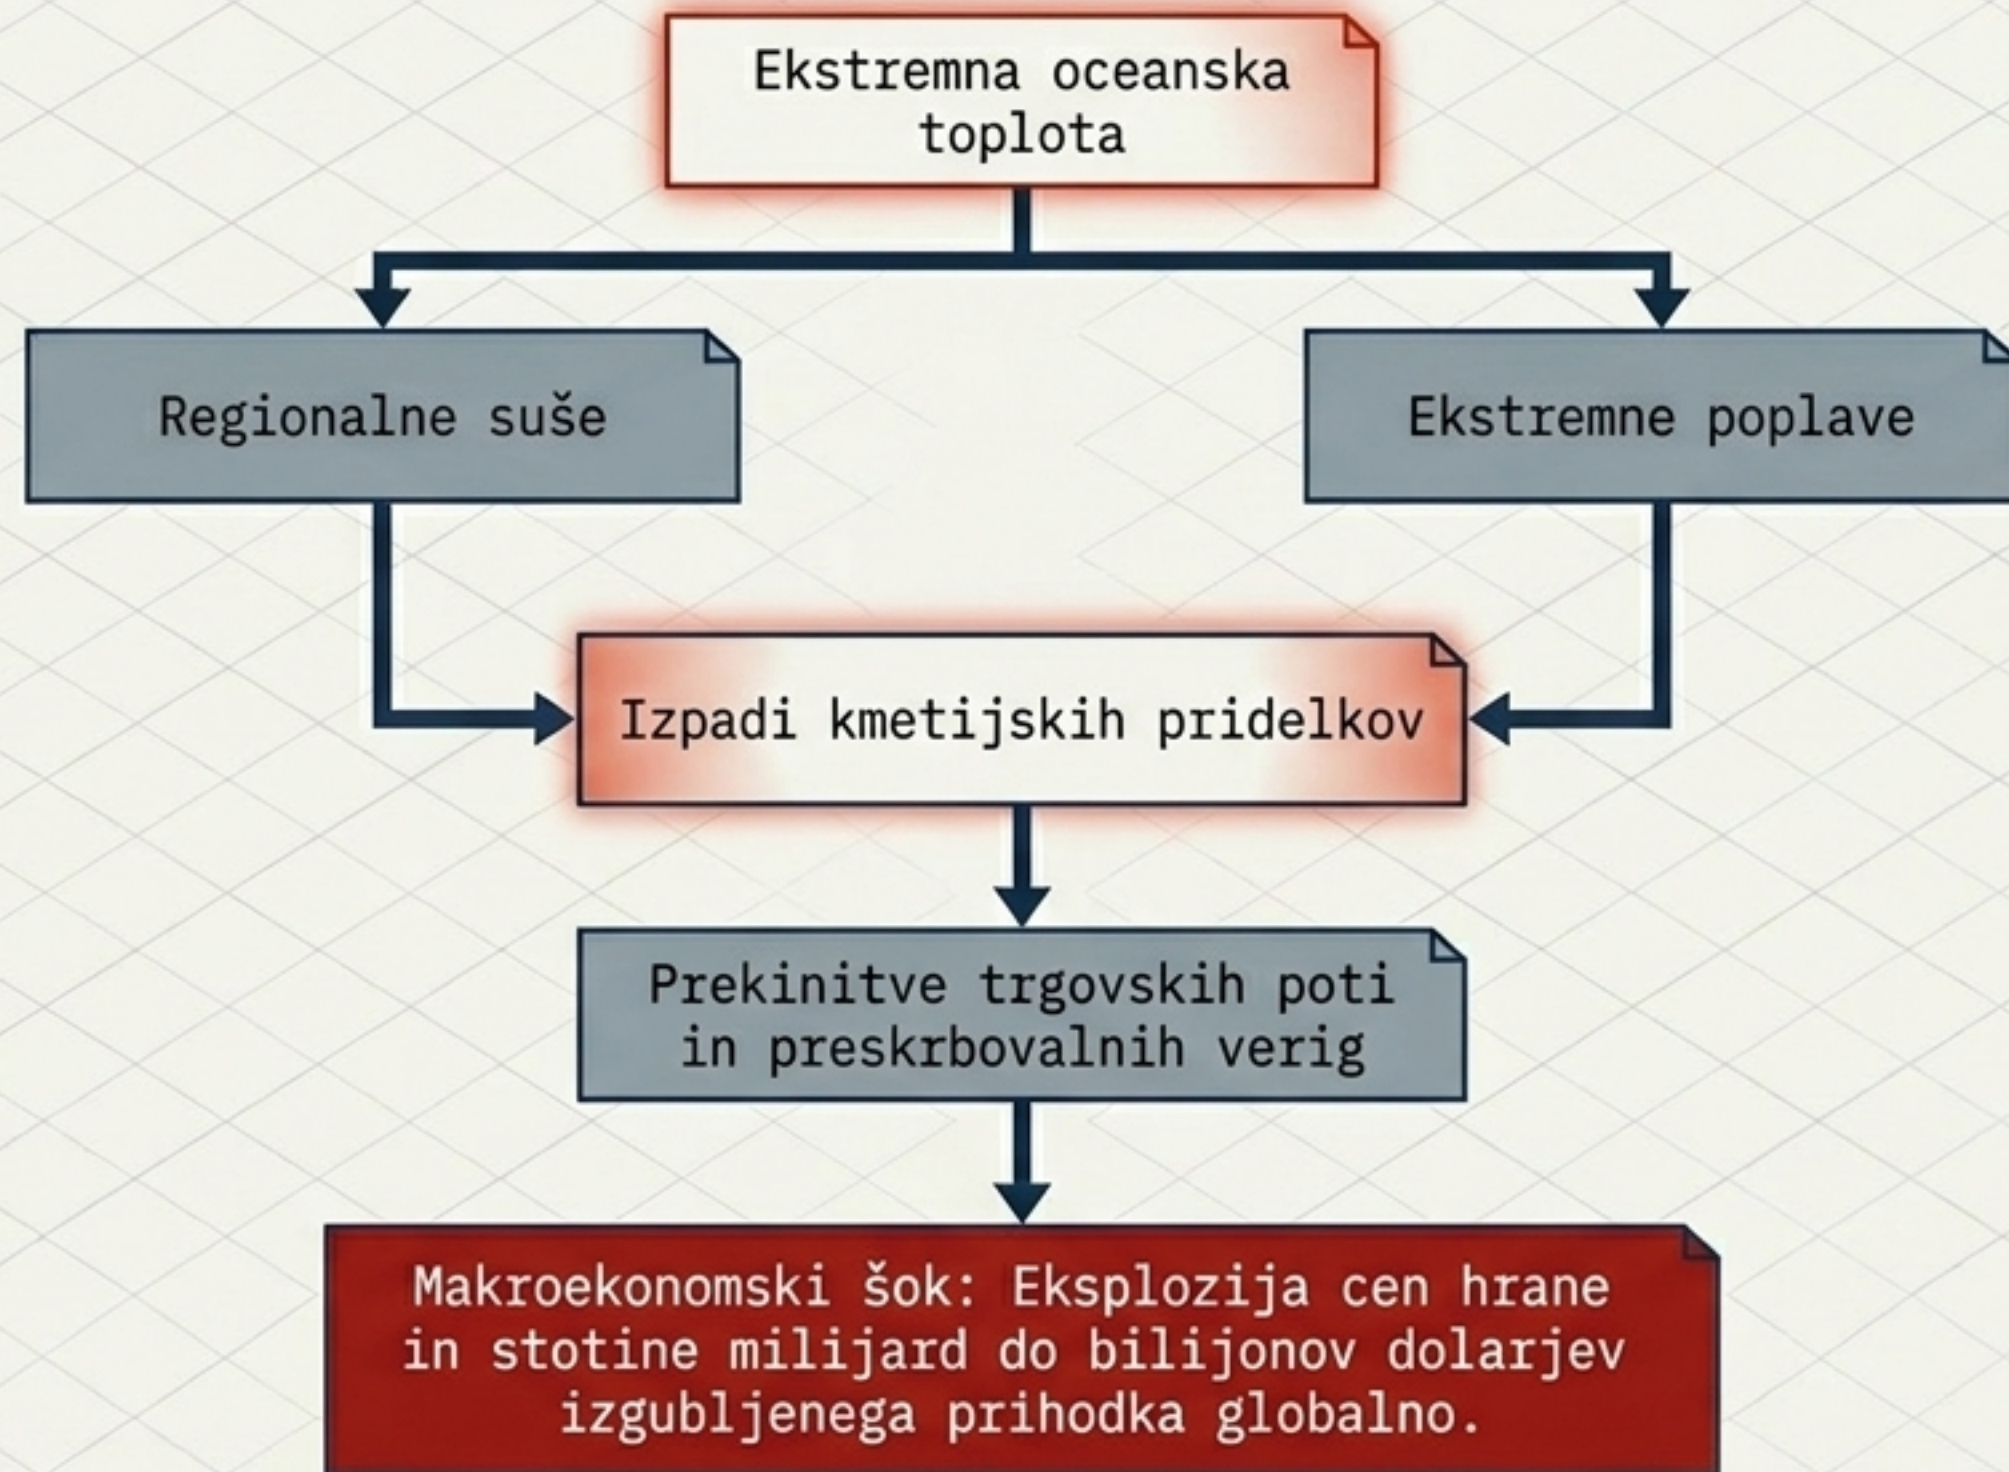 Ekstremna oceanska
toplota
Regionalne suše
Ekstremne poplave
Izpadi kmetijskih pridelkov
Prekinitve trgovskih poti
in preskrbovalnih verig
Makroekonomski šok: Eksplozija cen hrane
in stotine milijard do bilijonov dolarjev
izgubljenega prihodka globalno.